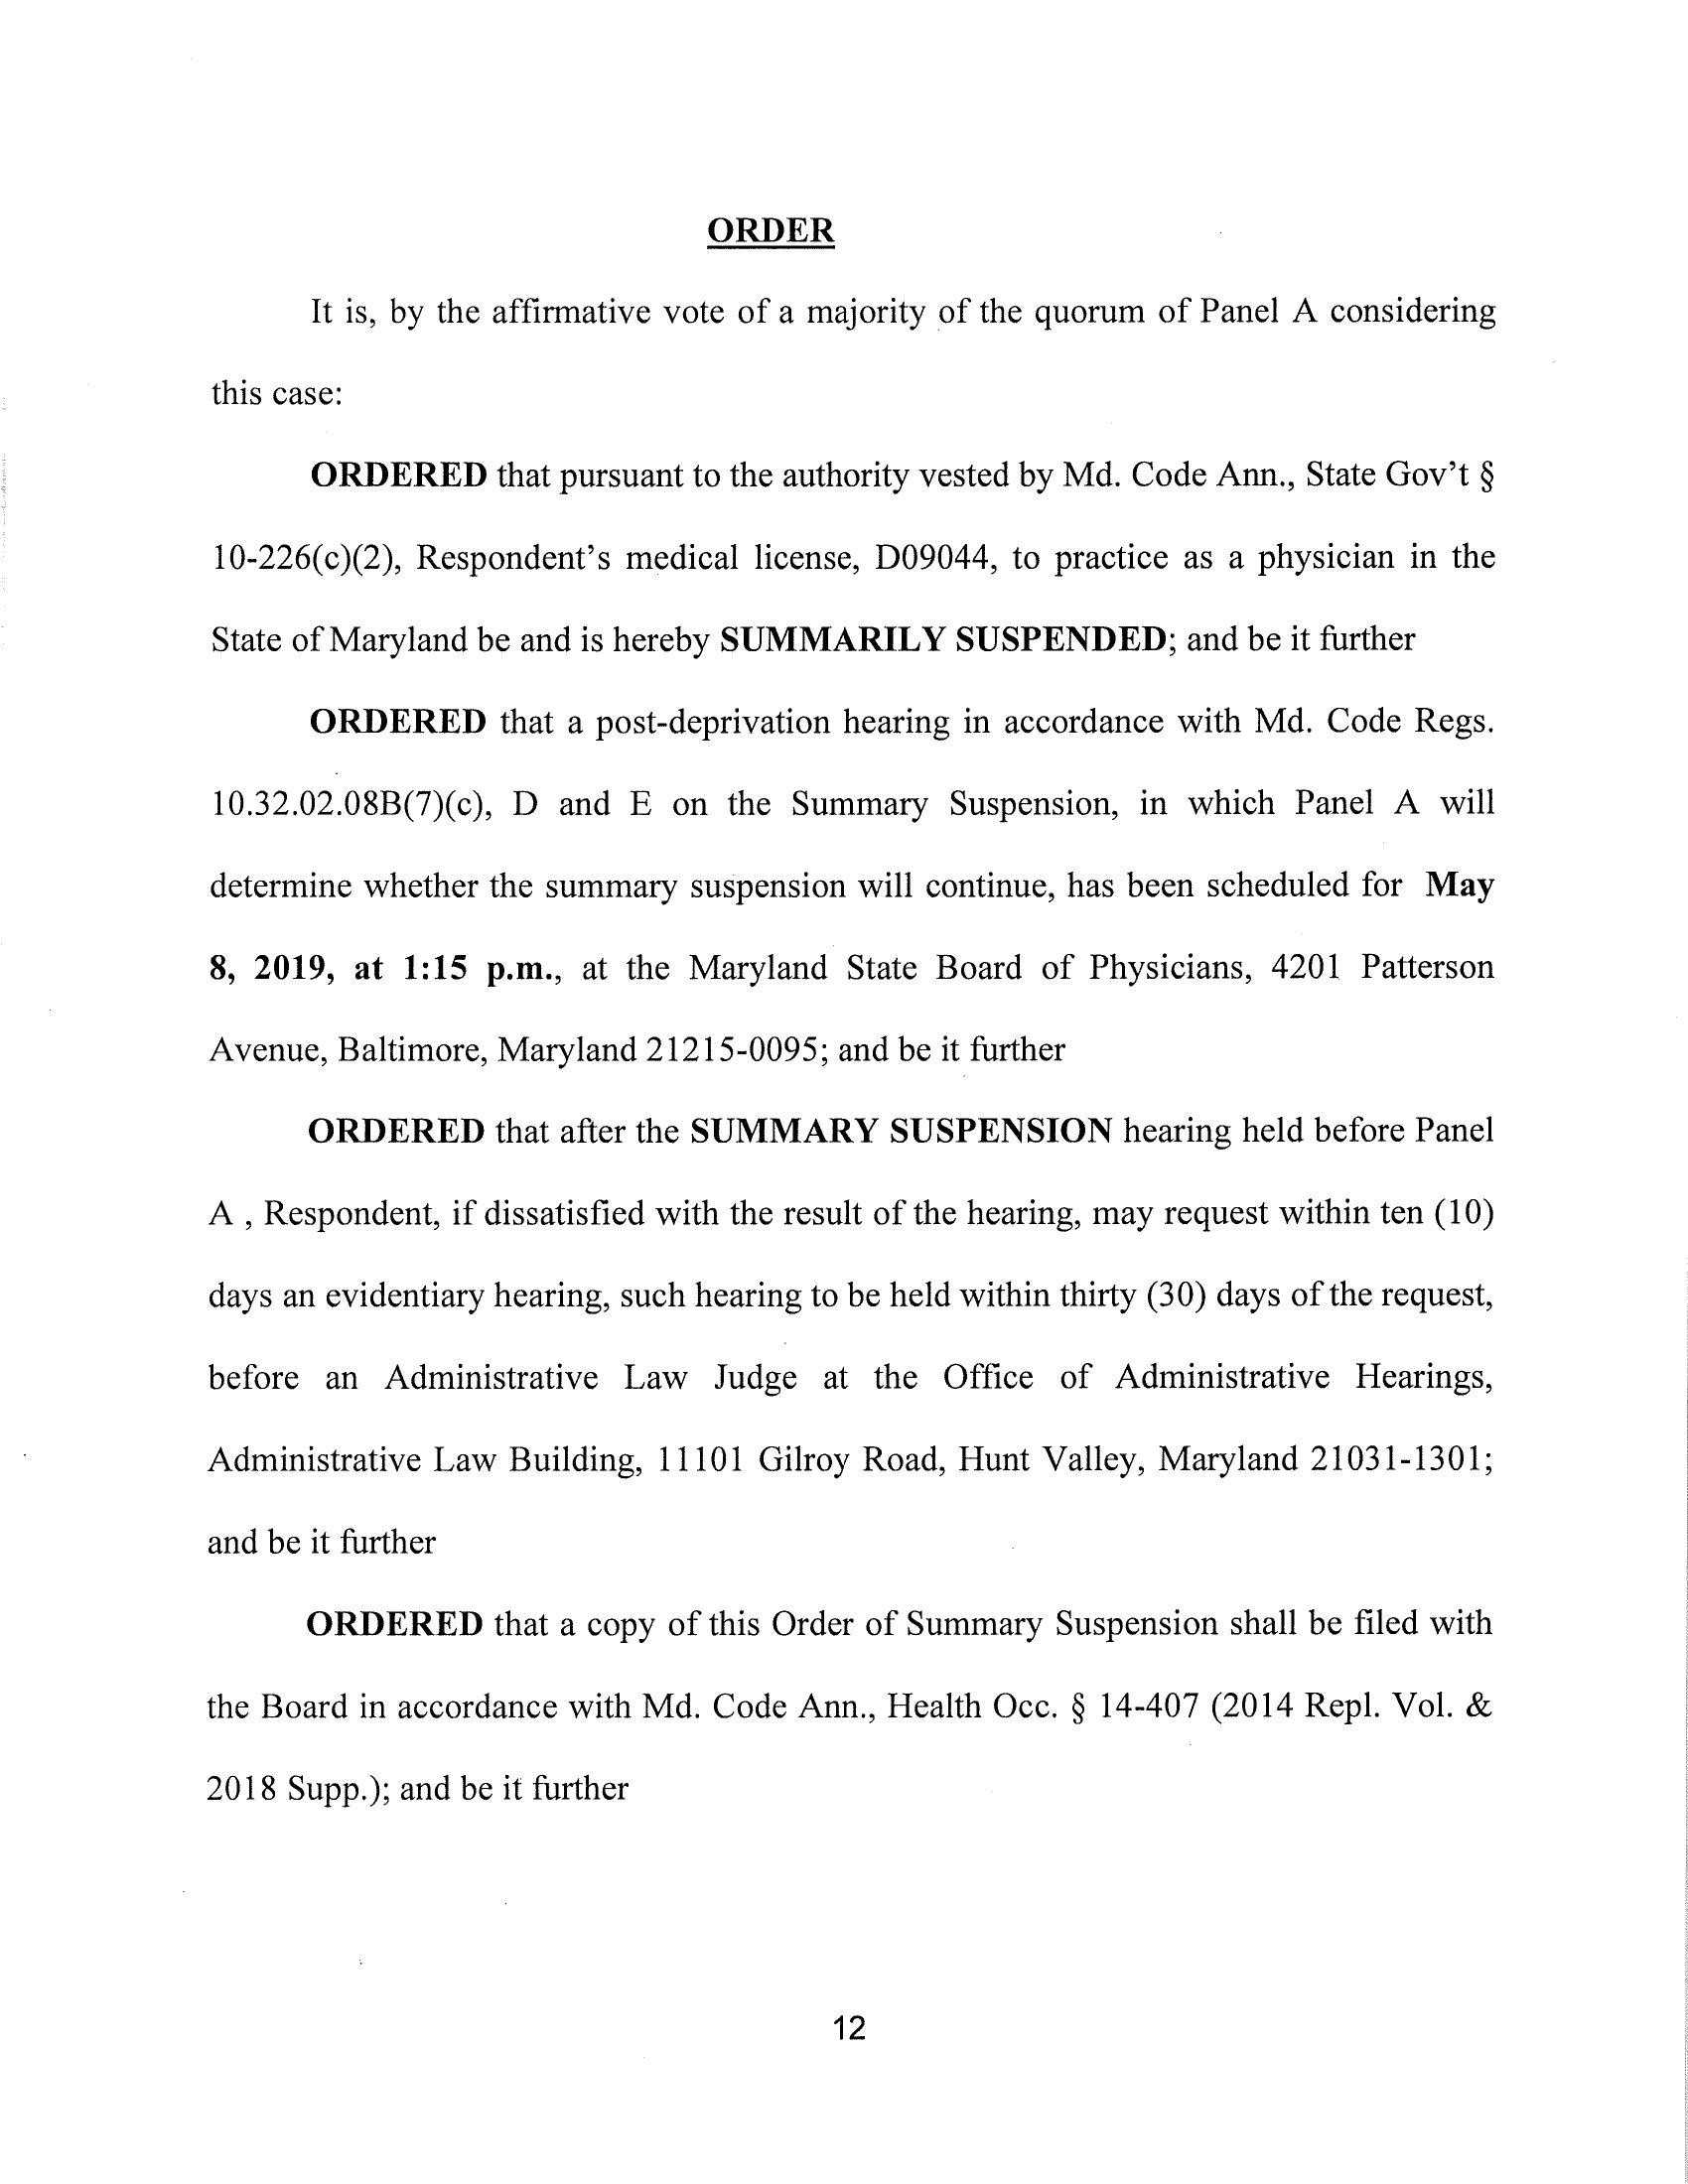 ORDER
It is, by the affirmative vote of a majority of the quorum of Panel A considering
this case:
ORDERED that pursuant to the authority vested by Md. Code Ann., State Gov't §
10-226(c)(2), Respondent's medical license, D09044, to practice as a physician in the
State of Maryland be and is hereby SUMMARILY SUSPENDED; and be it further
ORDERED that a post-deprivation hearing in accordance with Md. Code Regs.
10.32.02.08B(7)(c), D and E on the Summary Suspension, in which Panel A will
determine whether the summary suspension will continue, has been scheduled for May
8, 2019, at 1:15 p.m., at the Maryland State Board of Physicians, 4201 Patterson
Avenue, Baltimore, Maryland 21215-0095; and be it further
ORDERED that after the SUMMARY SUSPENSION hearing held before Panel
A , Respondent, if dissatisfied with the result of the hearing, may request within ten (10)
days an evidentiary hearing, such hearing to be held within thirty (30) days of the request,
before an Administrative Law Judge at the Office of Administrative Hearings,
Administrative Law Building, 11101 Gilroy Road, Hunt Valley, Maryland 21031-1301;
and be it further
ORDERED that a copy of this Order of Summary Suspension shall be filed with
the Board in accordance with Md. Code Ann., Health Occ. § 14-407 (2014 Repl. Vol. &
2018 Supp.); and be it further
12